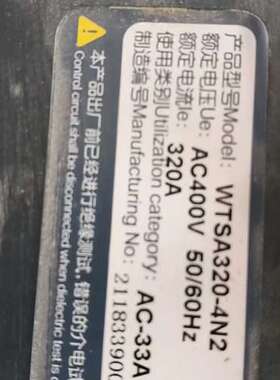 产品型号Model: WTSA320-4N2
额定电压Ue: AC400V 50/60Hz
额定电流Ie: 320A
使用类别Utilization category: AC-33A
制造编号Manufacturing No: 211833900
本产品出厂前已经进行绝缘测试, 错误的介电试
Control circuit shall be disconnected when dielectric test is